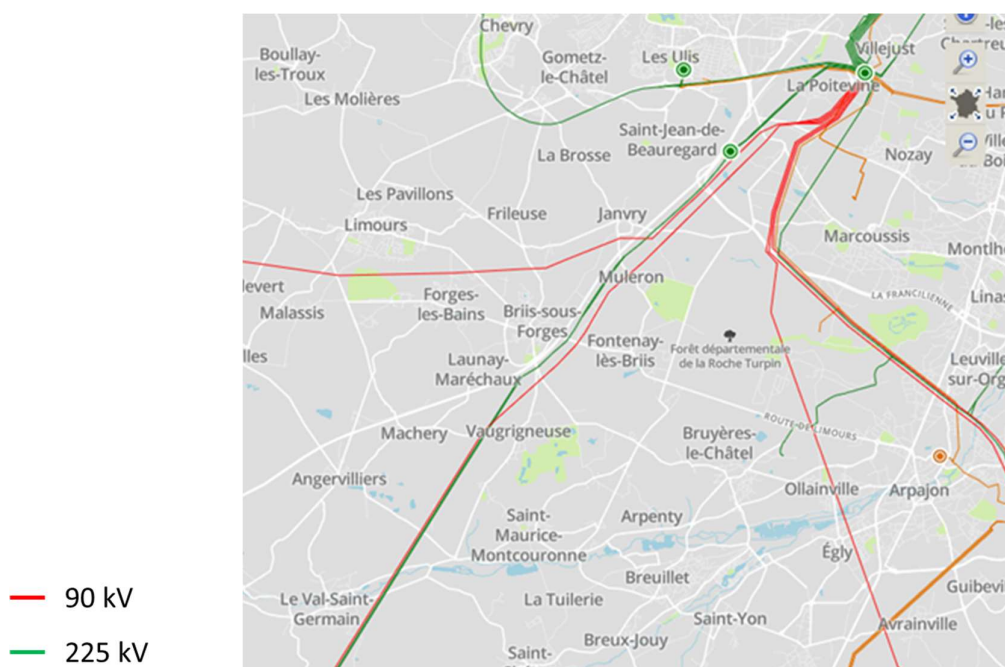 Chevry
Boullay-
les-Troux
Gometz-
le-Châtel
Les Ulis
Villejust
Les Molières
La Poitevine
Saint-Jean-de-
Beauregard
La Brosse
Nozay
Les Pavillons
Limours
Frileuse
Janvry
Marcoussis
Montlh
levert
Muleron
Malassis
Forges-
les-Bains
Briis-sous-
Forges
LA FRANCILIENNE
Linas
lles
Fontenay-
lès-Briis
Forêt départementale
de la Roche Turpin
Launay-
Maréchaux
Leuville
sur-Org
Machery
Vaugrigneuse
Bruyères-
le-Châtel
ROUTE DE LIMOURS
Angervilliers
Ollainville
Arpajon
Saint-
Maurice-
Montcouronne
Arpenty
Égly
Breuillet
Guibevi
90 kV
Le Val-Saint-
Germain
La Tuilerie
Saint-Yon
Avrainville
Breux-Jouy
225 kV
Saint-